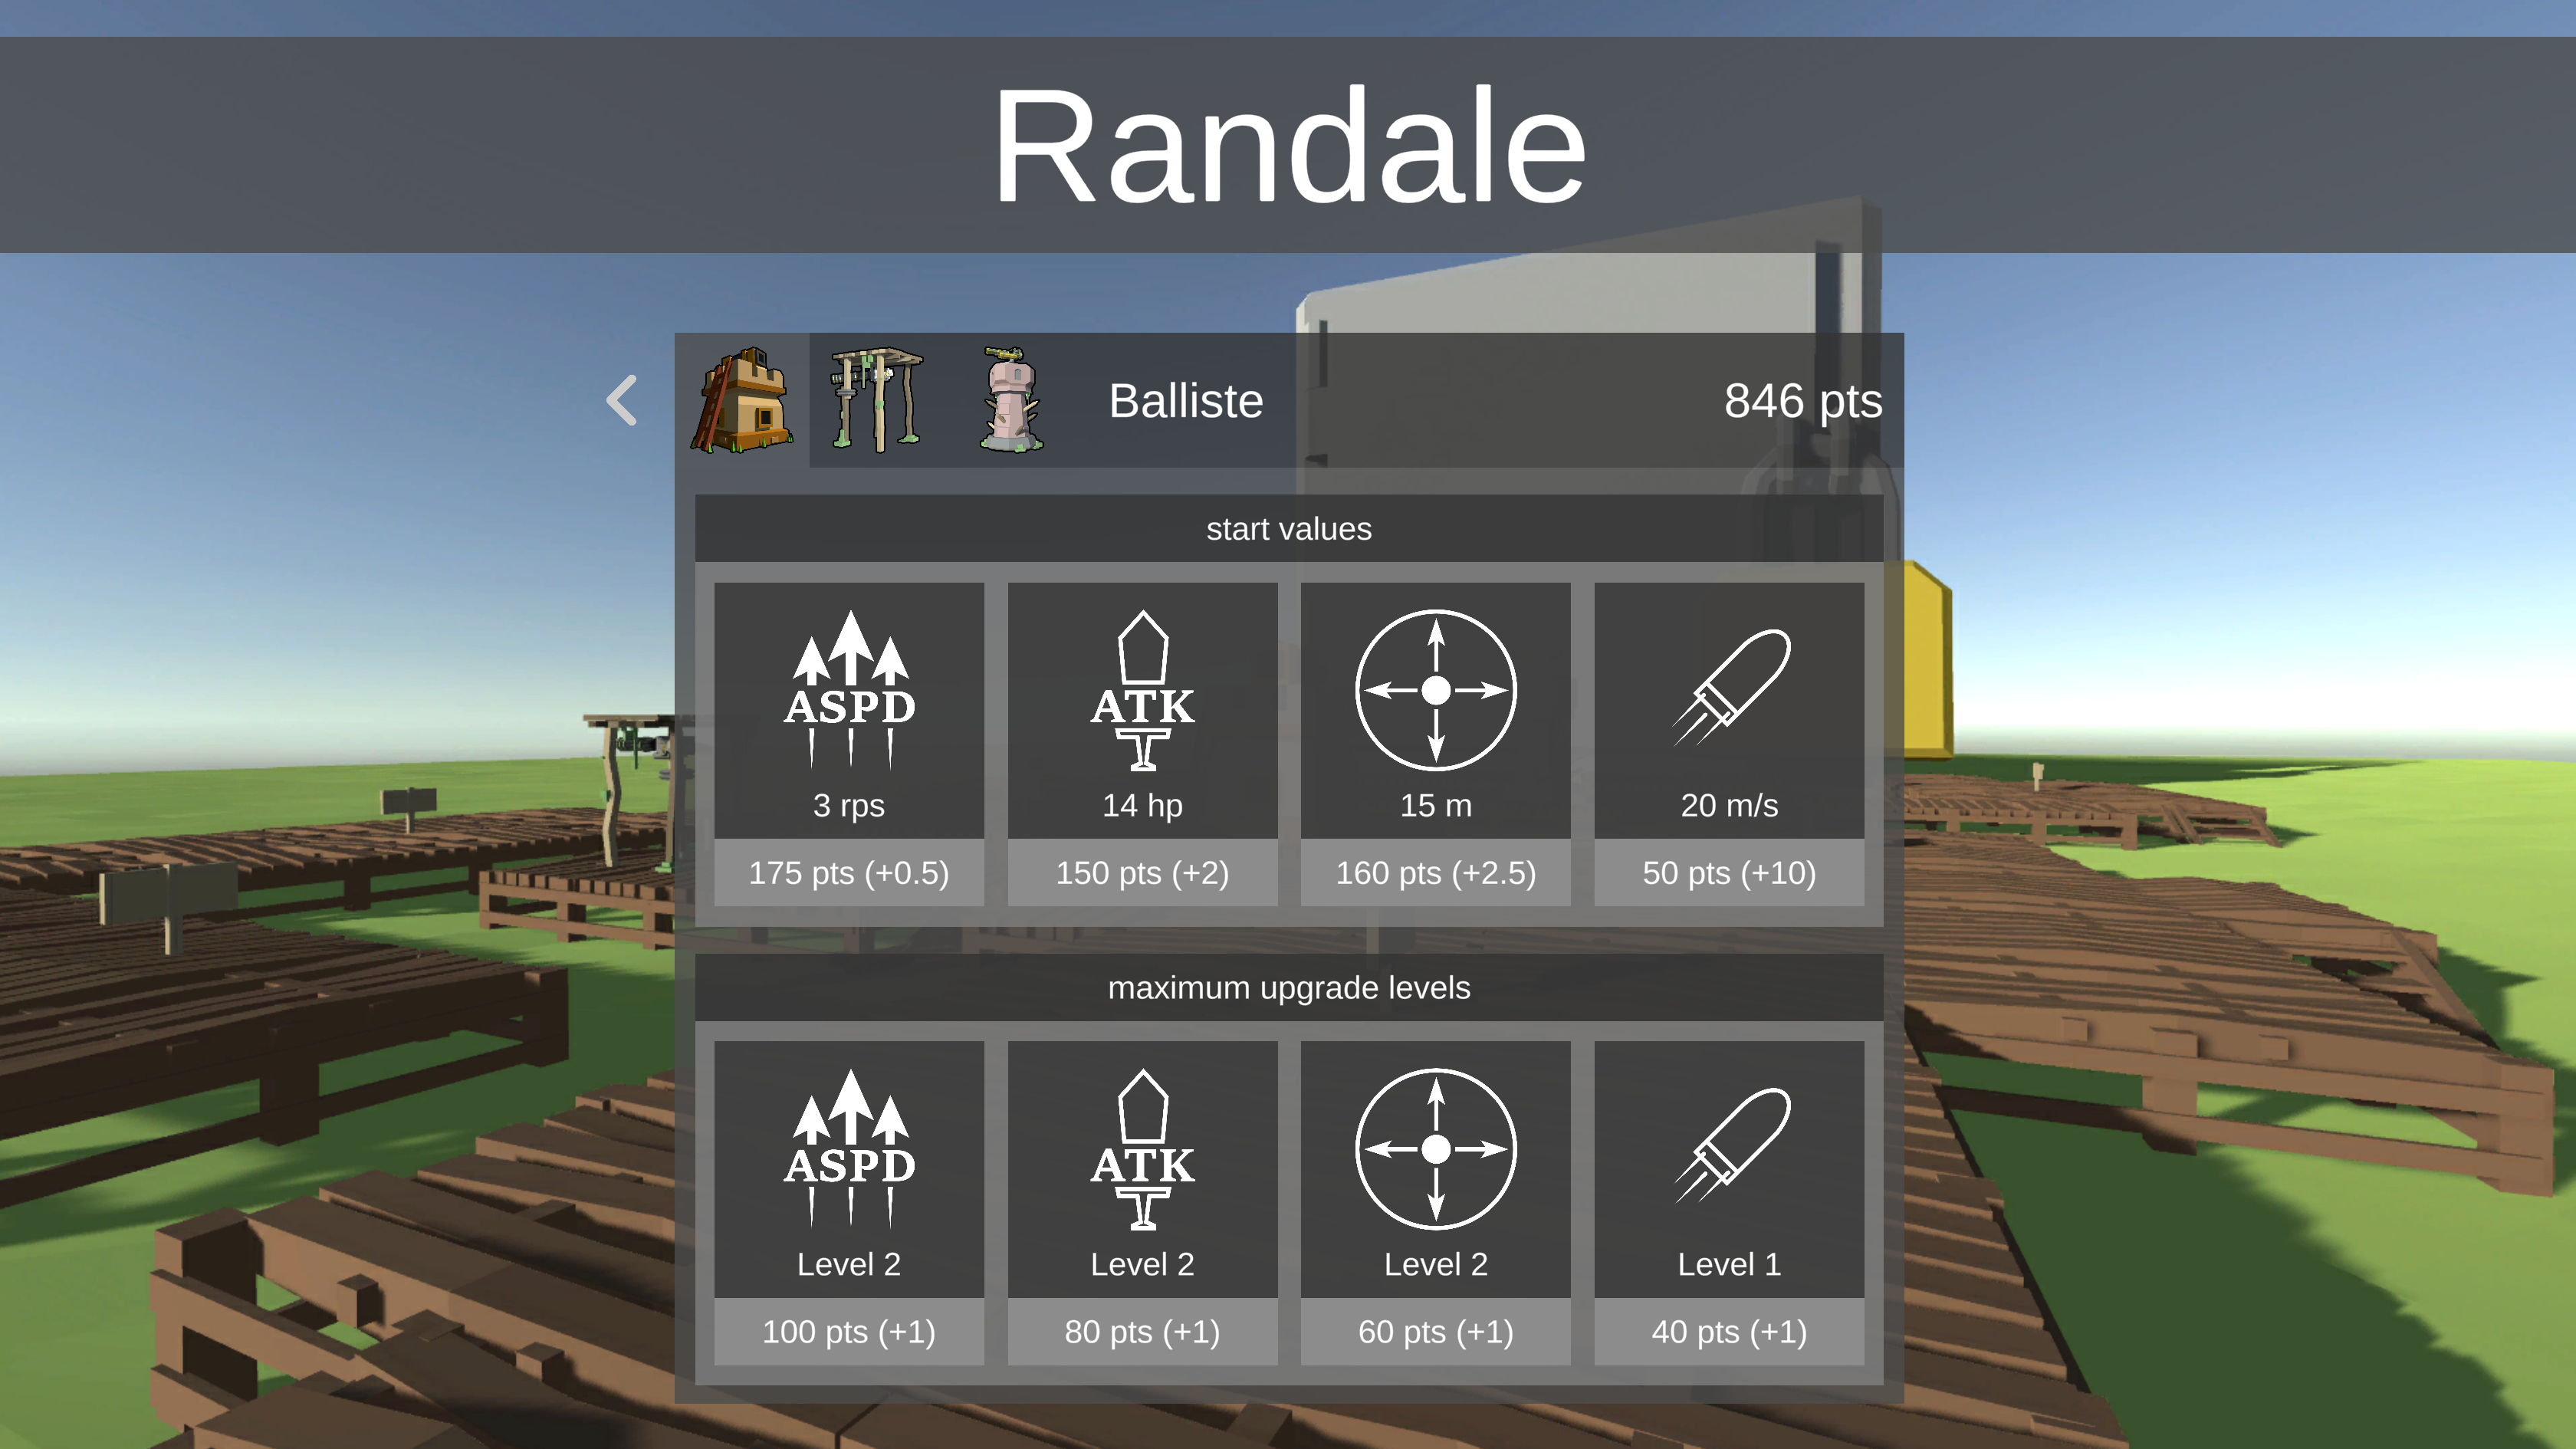 Randale
Balliste
846 pts
start values
ASPD
ATK
3 rps
14 hp
15 m
20 m/s
175 pts (+0.5)
150 pts (+2)
160 pts (+2.5)
50 pts (+10)
maximum upgrade levels
ASPD
ATK
Level 2
Level 2
Level 2
Level 1
100 pts (+1)
80 pts (+1)
60 pts (+1)
40 pts (+1)